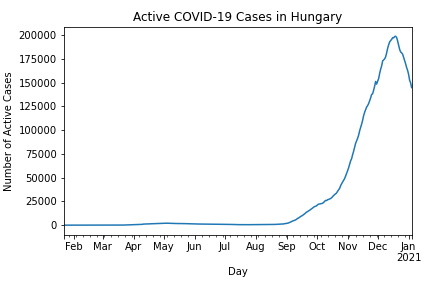 Active COVID-19 Cases in Hungary
200000
175000
150000
125000
100000
75000
50000
25000
0
Number of Active Cases
Feb Mar Apr May Jun Jul Aug Sep Oct Nov Dec Jan
2021
Day